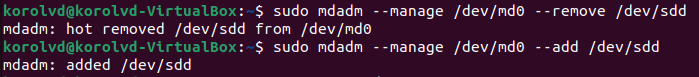 korolvd@korolvd-VirtualBox:~$ sudo mdadm --manage /dev/md0 --remove /dev/sdd
mdadm: hot removed /dev/sdd from /dev/md0
korolvd@korolvd-VirtualBox:~$ sudo mdadm --manage /dev/md0 --add /dev/sdd
mdadm: added /dev/sdd